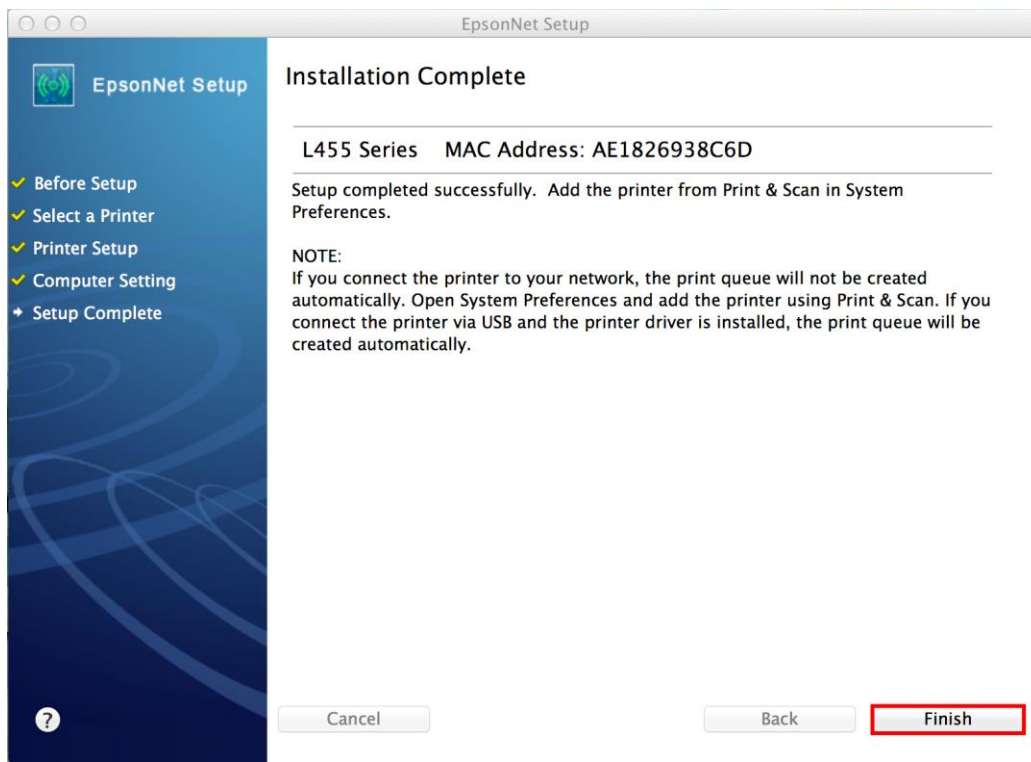 EpsonNet Setup
EpsonNet Setup
Before Setup
Select a Printer
Printer Setup
Computer Setting
Setup Complete
?
Installation Complete
L455 Series MAC Address: AE1826938C6D
Setup completed successfully. Add the printer from Print & Scan in System
Preferences.
NOTE:
If you connect the printer to your network, the print queue will not be created
automatically. Open System Preferences and add the printer using Print & Scan. If you
connect the printer via USB and the printer driver is installed, the print queue will be
created automatically.
Cancel
Back
Finish